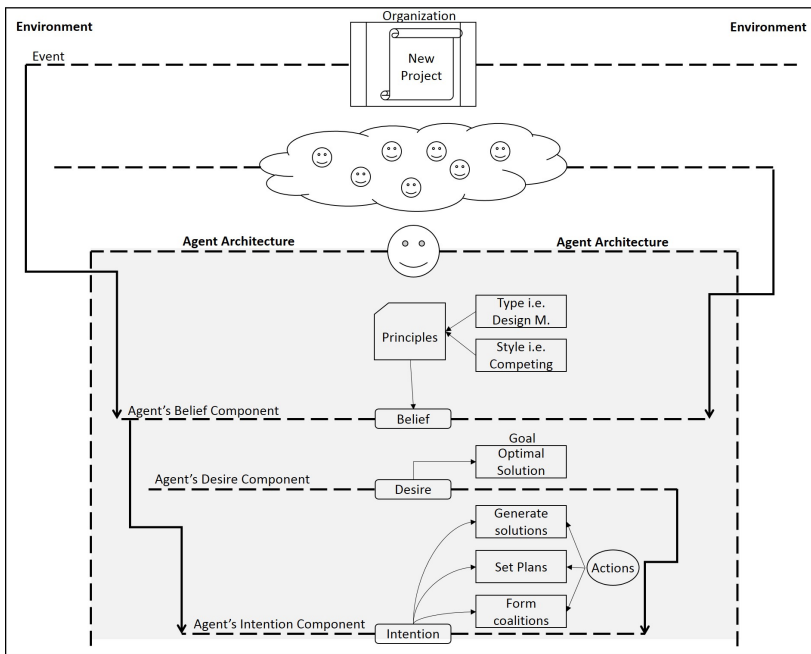 Organization
Environment
Environment
Event
New
Project
Agent Architecture
Agent Architecture
Type i.e.
Design M.
Principles
Style i.e.
Competing
Agent's Belief Component
Belief
Goal
Optimal
Solution
Agent's Desire Component
Desire
Generate
solutions
Set Plans
Actions
Form
coalitions
Agent's Intention Component
Intention